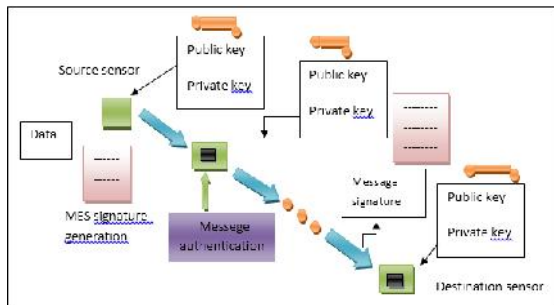 Public key
Private key
Source sensor
Public key
Private key
Data
-------
-------
-------
------
------
MES signature
generation
Messege
authentication
Message
signature
Public key
Private key
Destination sensor